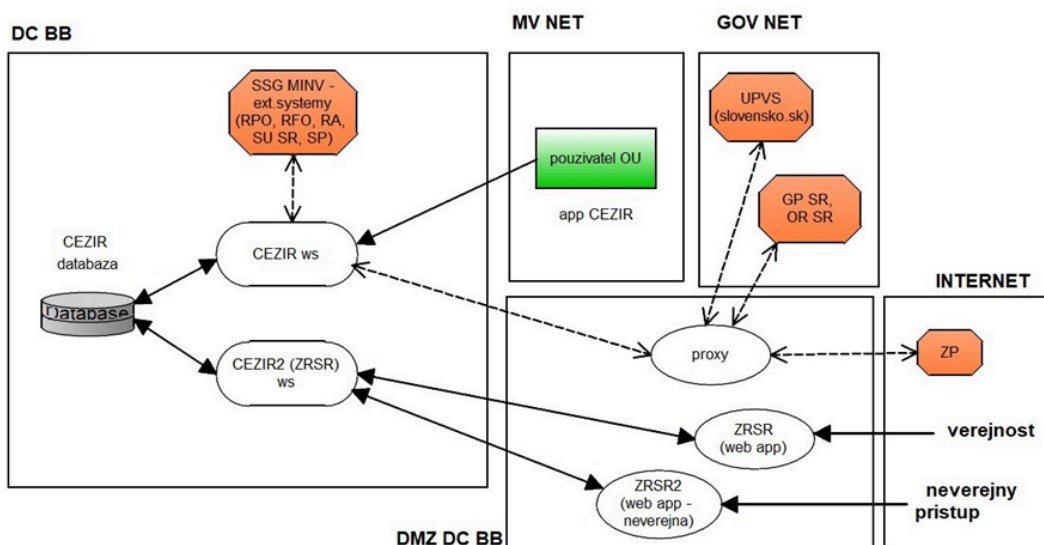 DC BB
MV NET
GOV NET
SSG MINV -
ext.systemy
(RPO, RFO, RA,
SU SR, SP)
UPVS
(slovensko.sk)
pouzivatel OU
app CEZIR
GP SR,
OR SR
CEZIR
databaza
CEZIR ws
Database
INTERNET
proxy
ZP
CEZIR2 (ZRSR)
ws
ZRSR
(web app)
verejnost
ZRSR2
(web app -
neverejna)
neverejny
pristup
DMZ DC BB